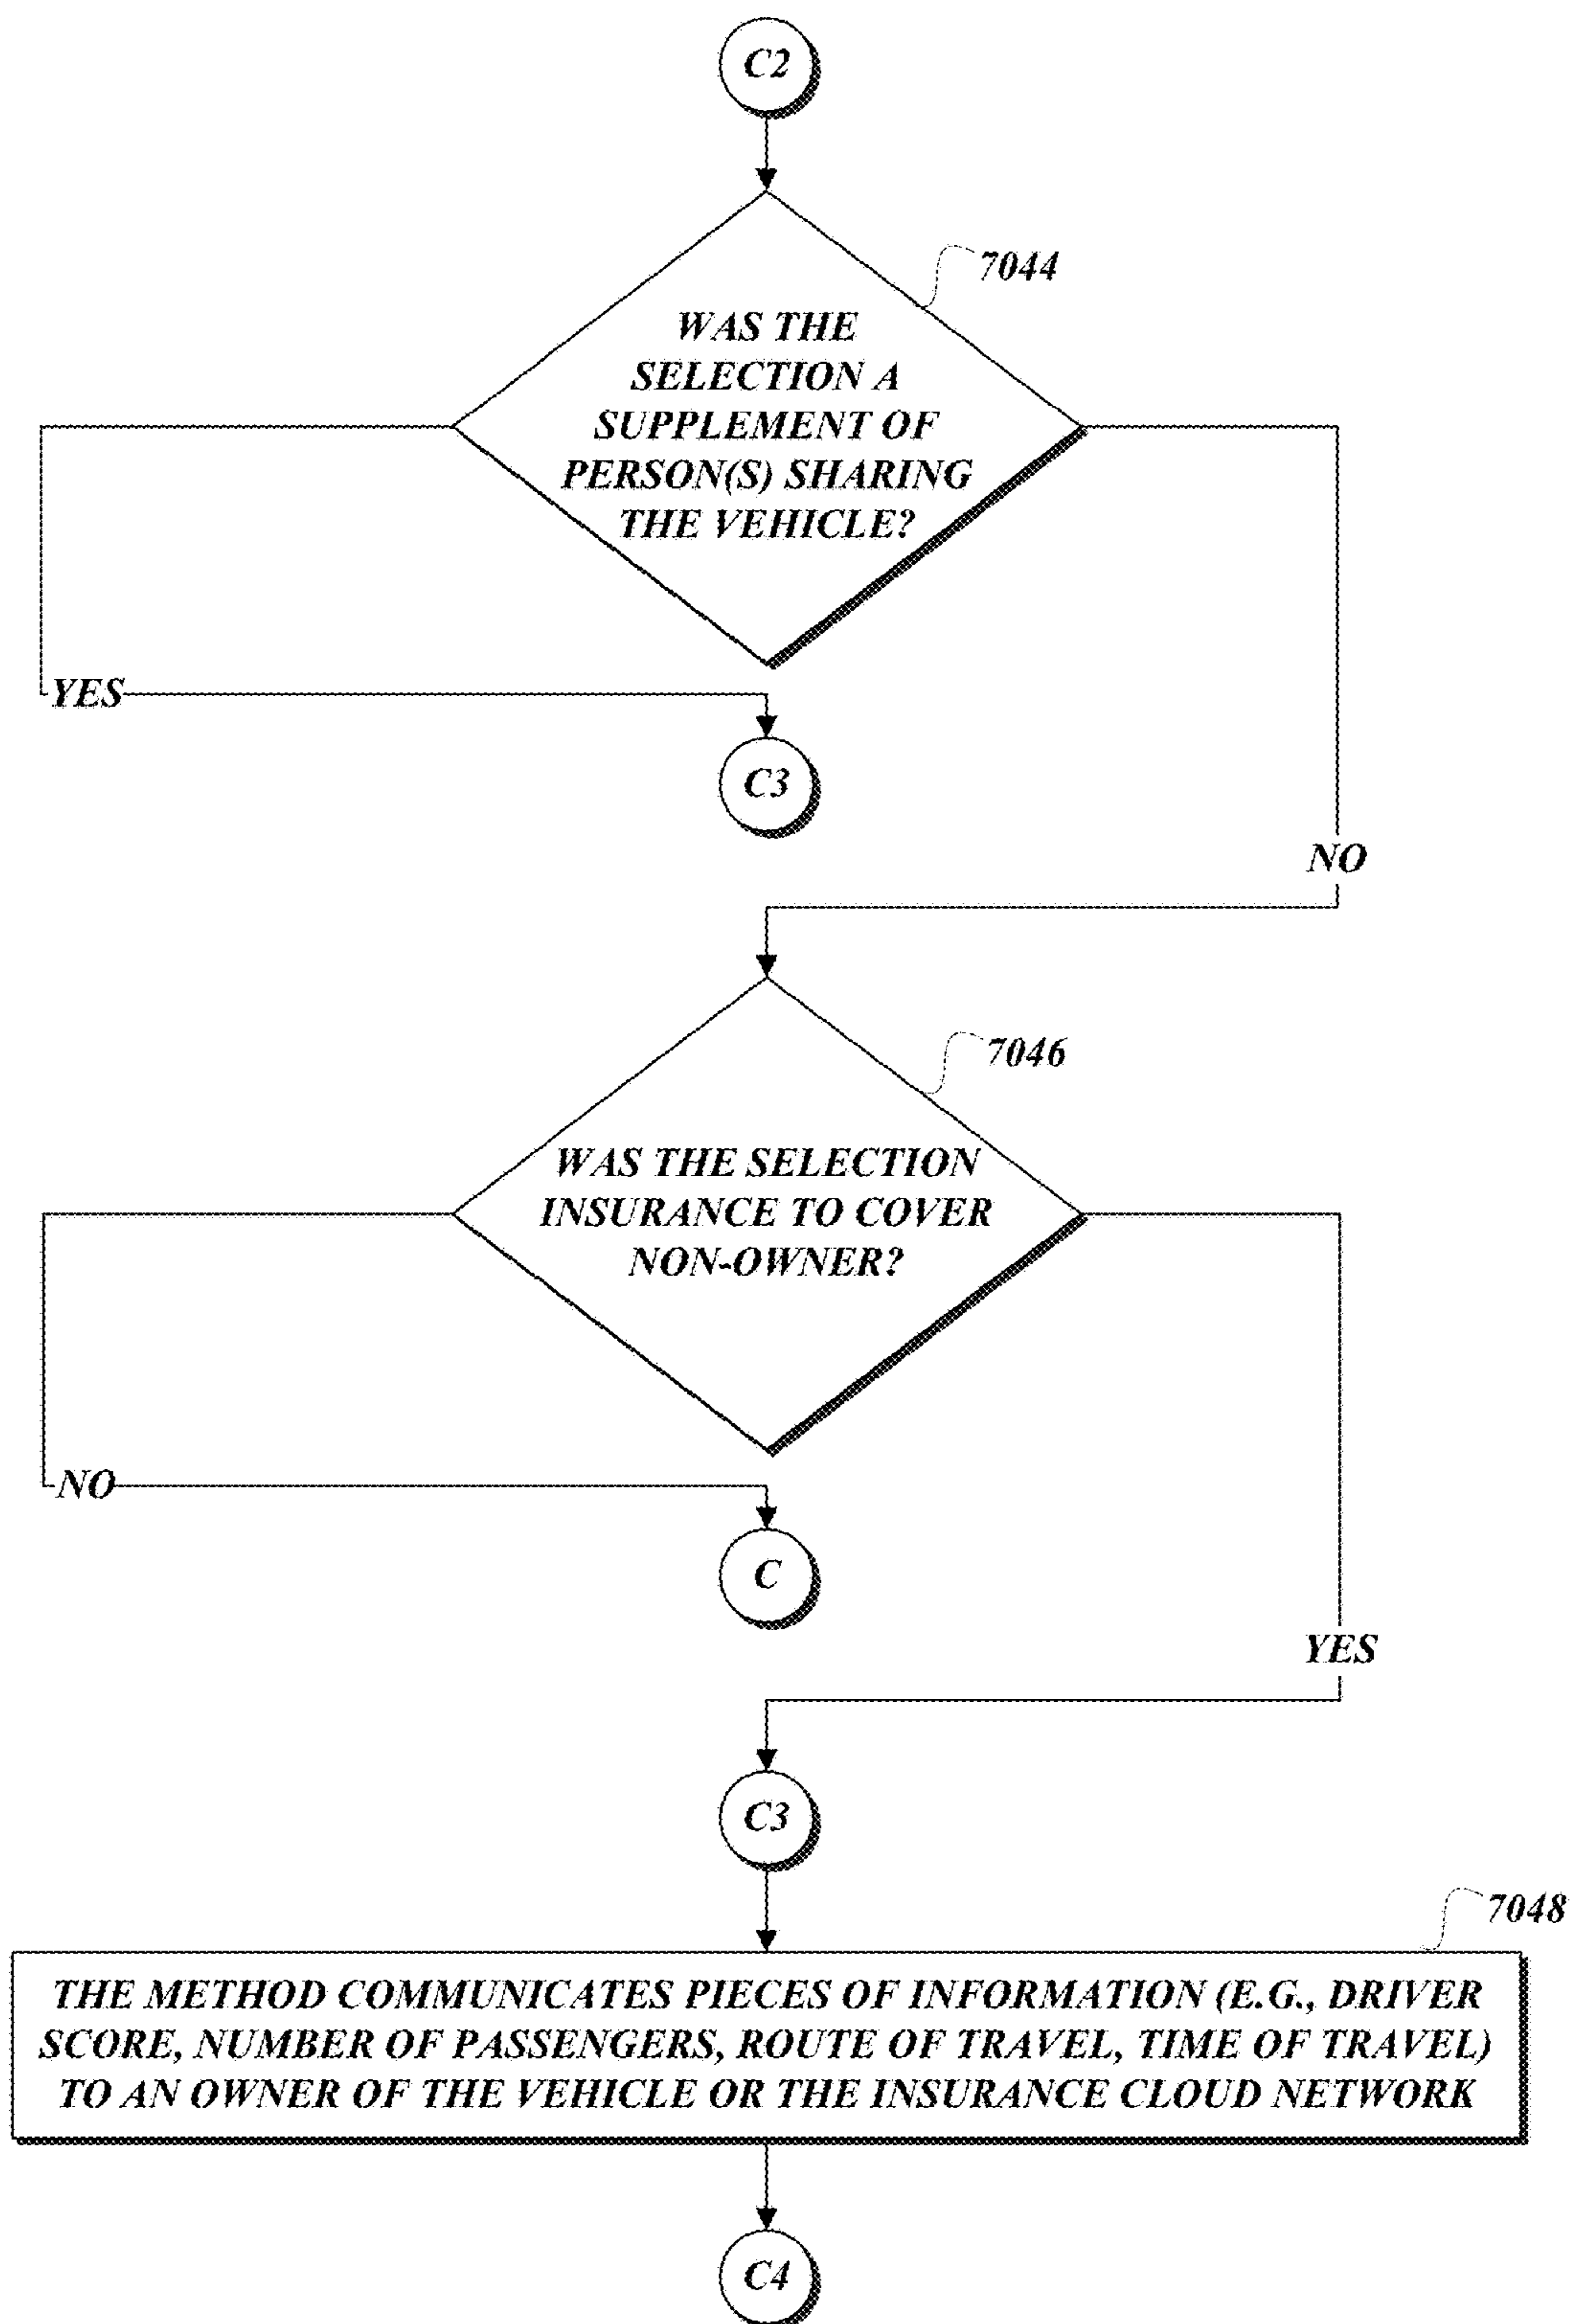 C2
7044
WAS THE
SELECTION A
SUPPLEMENT OF
PERSON(S) SHARING
THE VEHICLE?
YES
C3
NO
7046
WAS THE SELECTION
INSURANCE TO COVER
NON-OWNER?
NO
C
YES
C3
7048
THE METHOD COMMUNICATES PIECES OF INFORMATION (E.G., DRIVER
SCORE, NUMBER OF PASSENGERS, ROUTE OF TRAVEL, TIME OF TRAVEL)
TO AN OWNER OF THE VEHICLE OR THE INSURANCE CLOUD NETWORK
C4